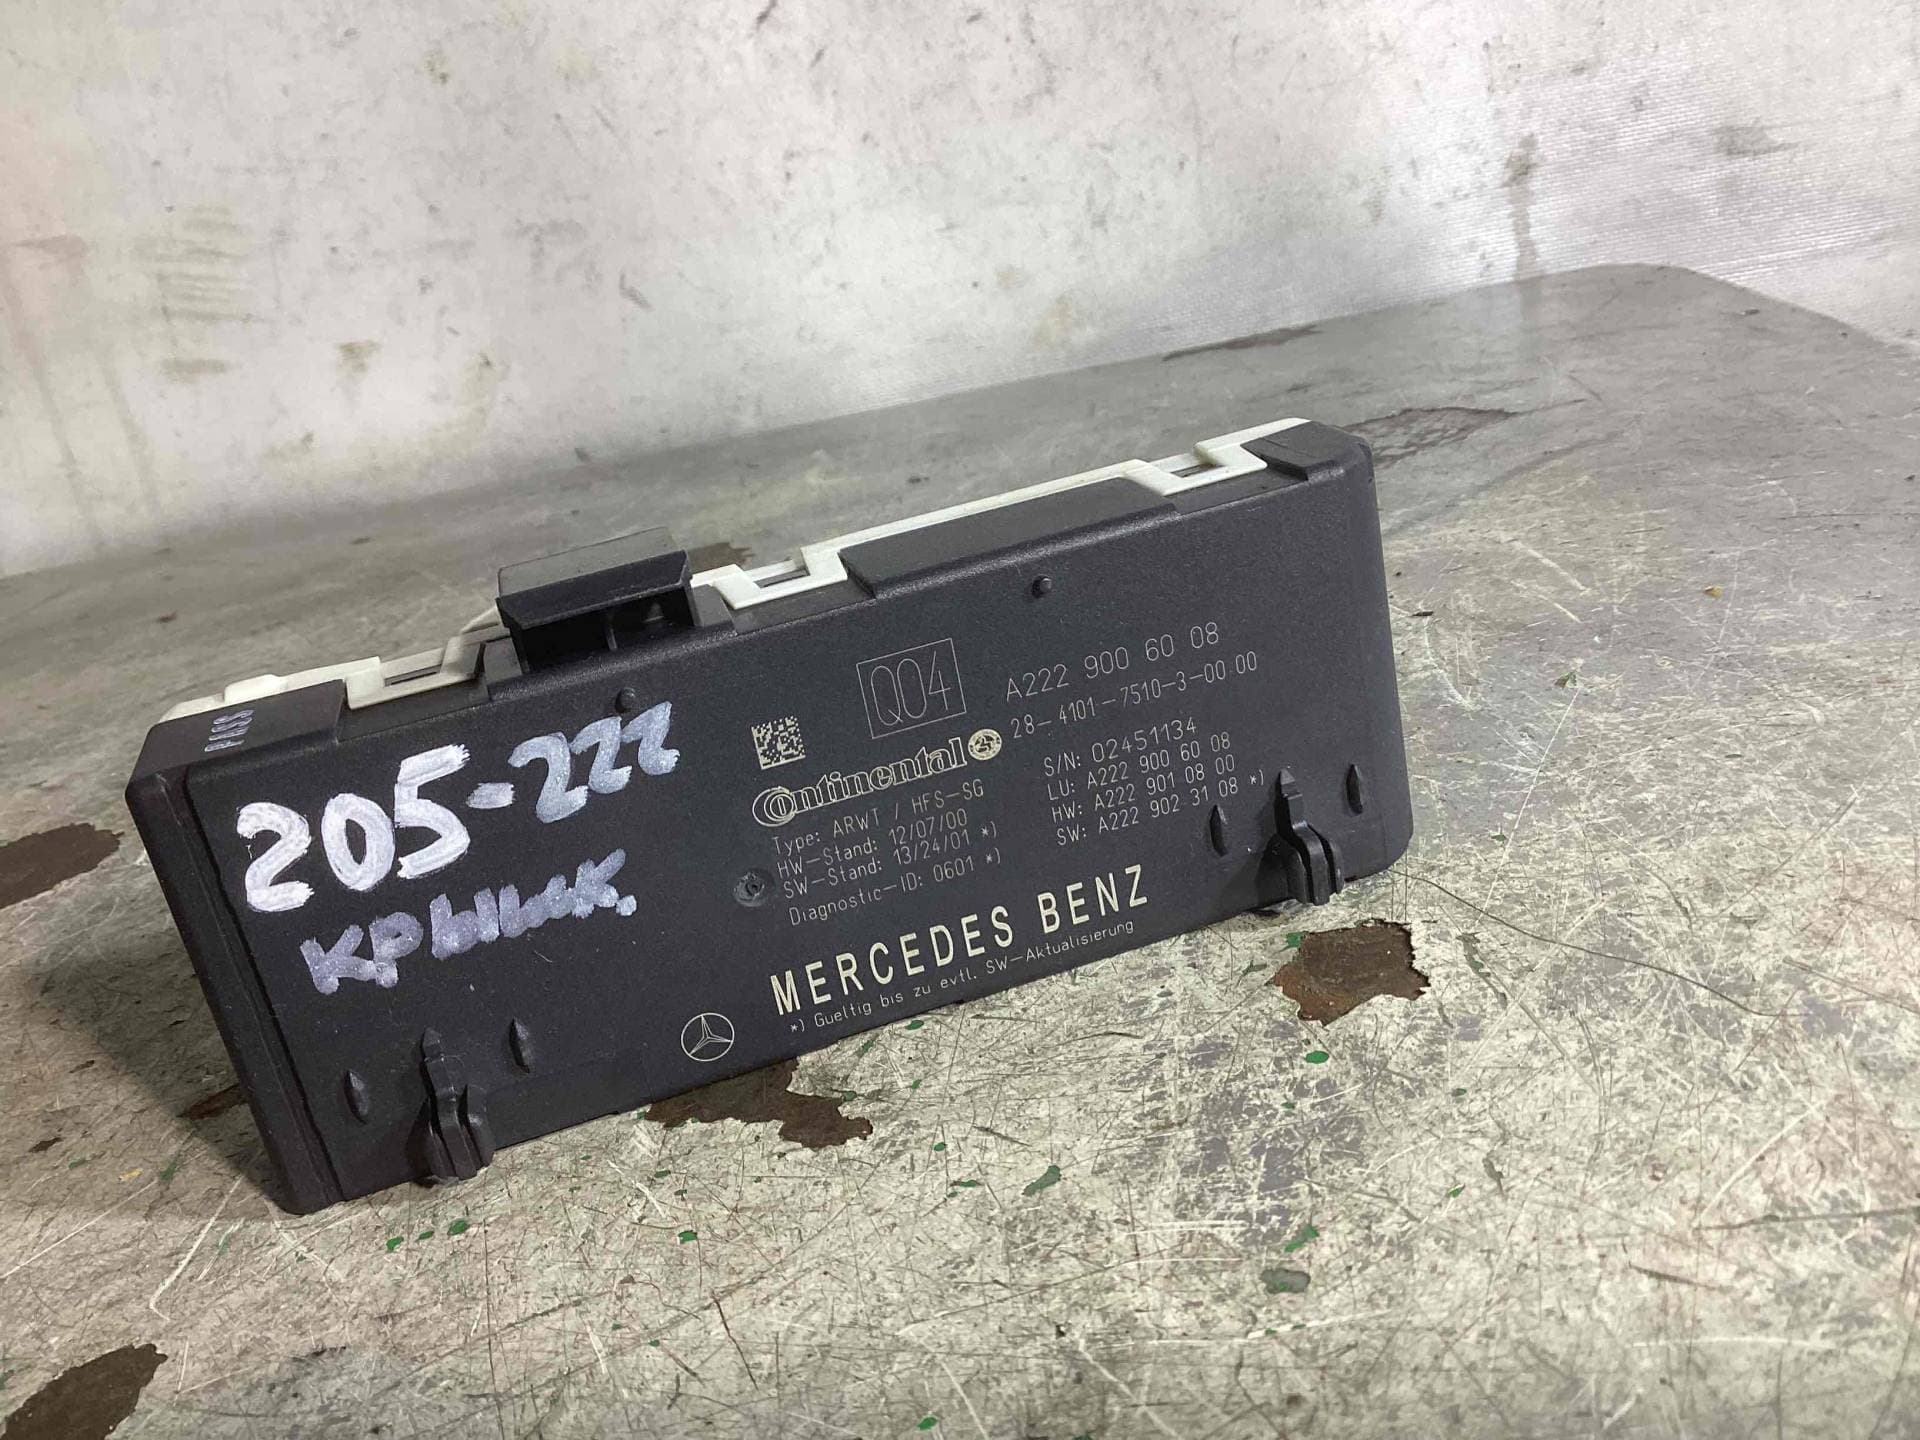 PASS
205-222
Крышк.
Q04
A222 900 60 08
28-4101-7510-3-00 00
Continental
Type: ARWT / HFS-SG
HW-Stand: 12/07/00
SW-Stand: 13/24/01 *)
Diagnostic-ID: 0601 *)
S/N: 02451134
LU: A222 900 60 08
HW: A222 901 08 00
SW: A222 902 31 08 *)
MERCEDES BENZ
*) Gueltig bis zu evtl. SW-Aktualisierung